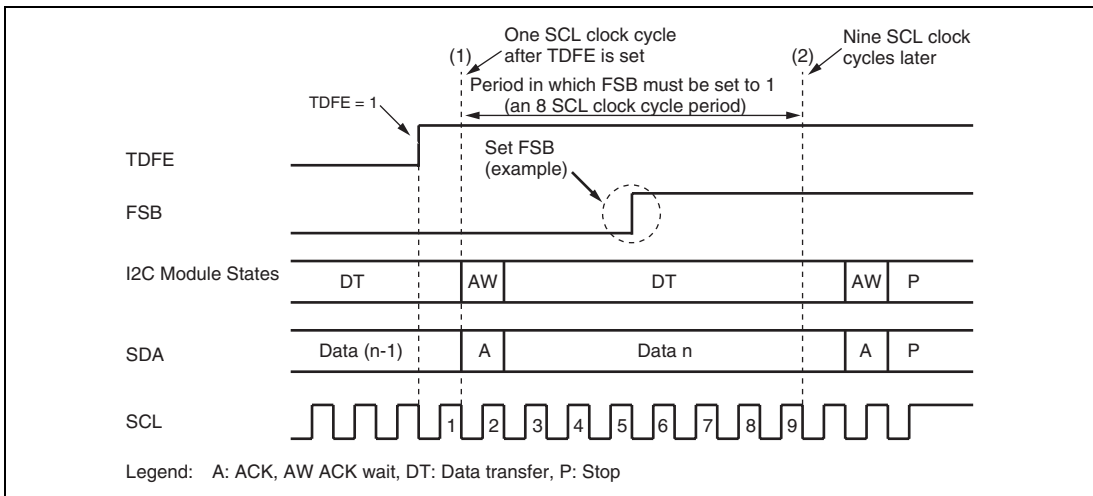 (1)
One SCL clock cycle
after TDFE is set
(2)
Nine SCL clock
cycles later
Period in which FSB must be set to 1
(an 8 SCL clock cycle period)
TDFE = 1
TDFE
Set FSB
(example)
FSB
I2C Module States
DT
AW
DT
AW
P
SDA
Data (n-1)
A
Data n
A
P
SCL
1
2
3
4
5
6
7
8
9
Legend: A: ACK, AW ACK wait, DT: Data transfer, P: Stop